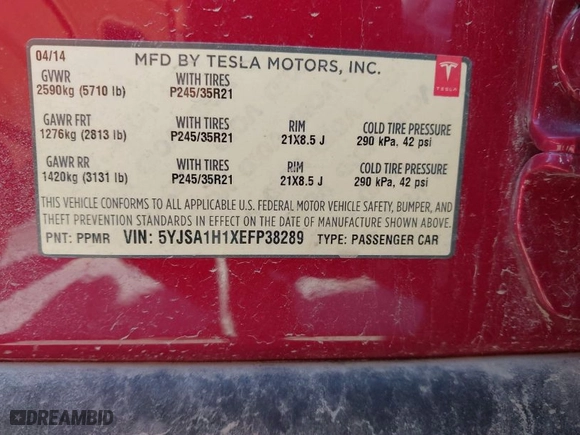 04/14 MFD BY TESLA MOTORS, INC.
GVWR WITH TIRES
2590kg (5710 lb) P245/35R21
TESLA
GAWR FRT WITH TIRES RIM COLD TIRE PRESSURE
1276kg (2813 lb) P245/35R21 21X8.5 J 290 kPa, 42 psi
GAWR RR WITH TIRES RIM COLD TIRE PRESSURE
1420kg (3131 lb) P245/35R21 21X8.5 J 290 kPa, 42 psi
THIS VEHICLE CONFORMS TO ALL APPLICABLE U.S. FEDERAL MOTOR VEHICLE SAFETY, BUMPER, AND
THEFT PREVENTION STANDARDS IN EFFECT ON THE DATE OF MANUFACTURE SHOWN ABOVE.
PNT: PPMR VIN: 5YJSA1H1XEFP38289 TYPE: PASSENGER CAR
DREAMBID